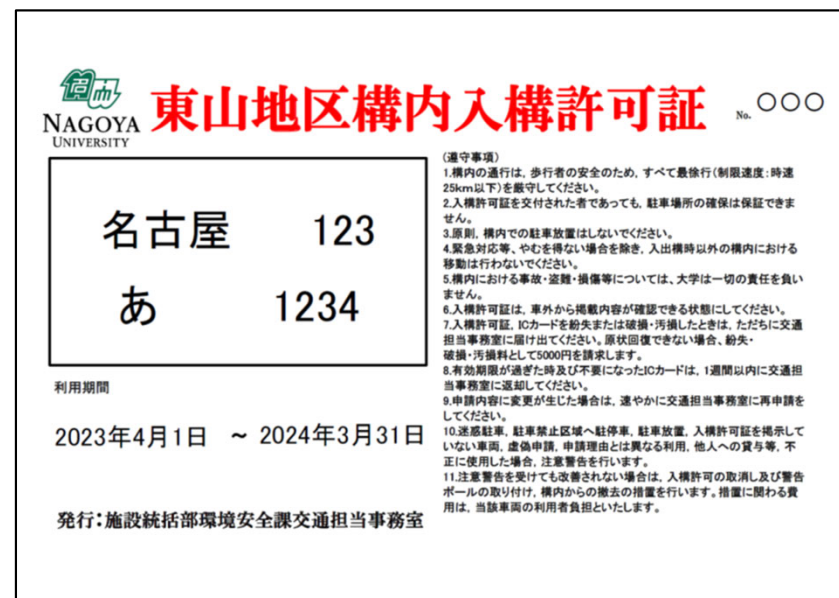 NAGOYA
UNIVERSITY
東山地区構内入構許可証
No. 〇〇〇
名古屋 123
あ 1234
利用期間
2023年4月1日 ~ 2024年3月31日
発行:施設統括部環境安全課交通担当事務室
(遵守事項)
1.構内の通行は、歩行者の安全のため、すべて最徐行(制限速度:時速
25km以下)を厳守してください。
2.入構許可証を交付された者であっても、駐車場所の確保は保証できま
せん。
3.原則、構内での駐車放置はしないでください。
4.緊急対応等、やむを得ない場合を除き、入出構時以外の構内における
移動は行わないでください。
5.構内における事故・盗難・損傷等については、大学は一切の責任を負い
ません。
6.入構許可証は、車外から掲載内容が確認できる状態にしてください。
7.入構許可証、ICカードを紛失または破損・汚損したときは、ただちに交通
担当事務室に届け出てください。原状回復できない場合、紛失・
破損・汚損料として5000円を請求します。
8.有効期限が過ぎた時及び不要になったICカードは、1週間以内に交通担
当事務室に返却してください。
9.申請内容に変更が生じた場合は、速やかに交通担当事務室に再申請を
してください。
10.迷惑駐車、駐車禁止区域へ駐停車、駐車放置、入構許可証を掲示して
いない車両、虚偽申請、申請理由とは異なる利用、他人への貸与等、不
正に使用した場合、注意警告を行います。
11.注意警告を受けても改善されない場合は、入構許可の取消し及び警告
ポールの取り付け、構内からの撤去の措置を行います。措置に関わる費
用は、当該車両の利用者負担といたします。